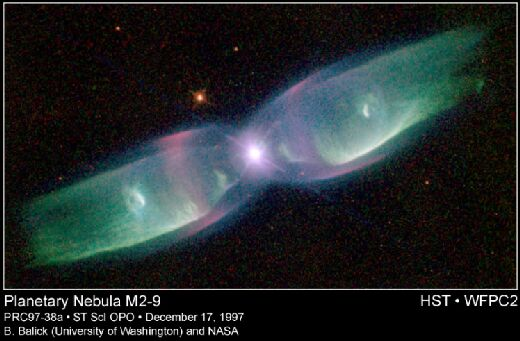 Planetary Nebula M2-9 HST • WFPC2
PRC97-38a • ST ScI OPO • December 17, 1997
B. Balick (University of Washington) and NASA